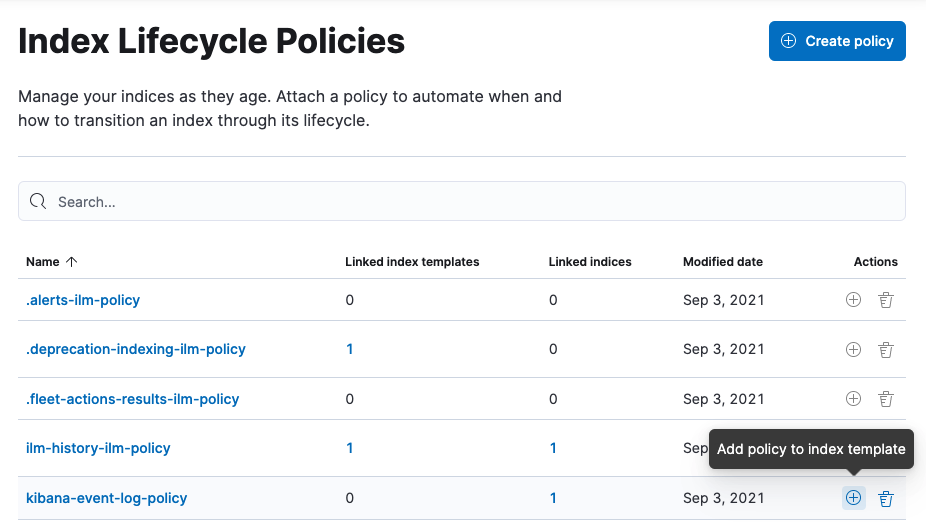 Index Lifecycle Policies
Create policy
Manage your indices as they age. Attach a policy to automate when and
how to transition an index through its lifecycle.
Search...
Name Linked index templates Linked indices Modified date Actions
.alerts-ilm-policy 0 0 Sep 3, 2021
.deprecation-indexing-ilm-policy 1 0 Sep 3, 2021
.fleet-actions-results-ilm-policy 0 0 Sep 3, 2021
ilm-history-ilm-policy 1 1 Sep
Add policy to index template
kibana-event-log-policy 0 1 Sep 3, 2021